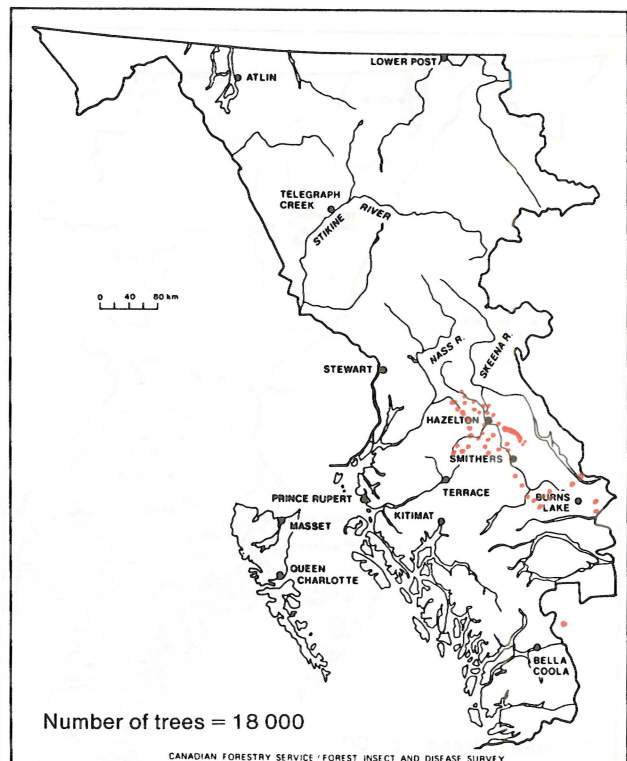 LOWER POST
ATLIN
TELEGRAPH
CREEK
STIKINE RIVER
0 40 80 km
NASS R.
SKEENA R.
STEWART
HAZELTON
SMITHERS
PRINCE RUPERT
TERRACE
BURNS
LAKE
MASSET
KITIMAT
QUEEN
CHARLOTTE
BELLA
COOLA
Number of trees = 18 000
CANADIAN FORESTRY SERVICE / FOREST INSECT AND DISEASE SURVEY